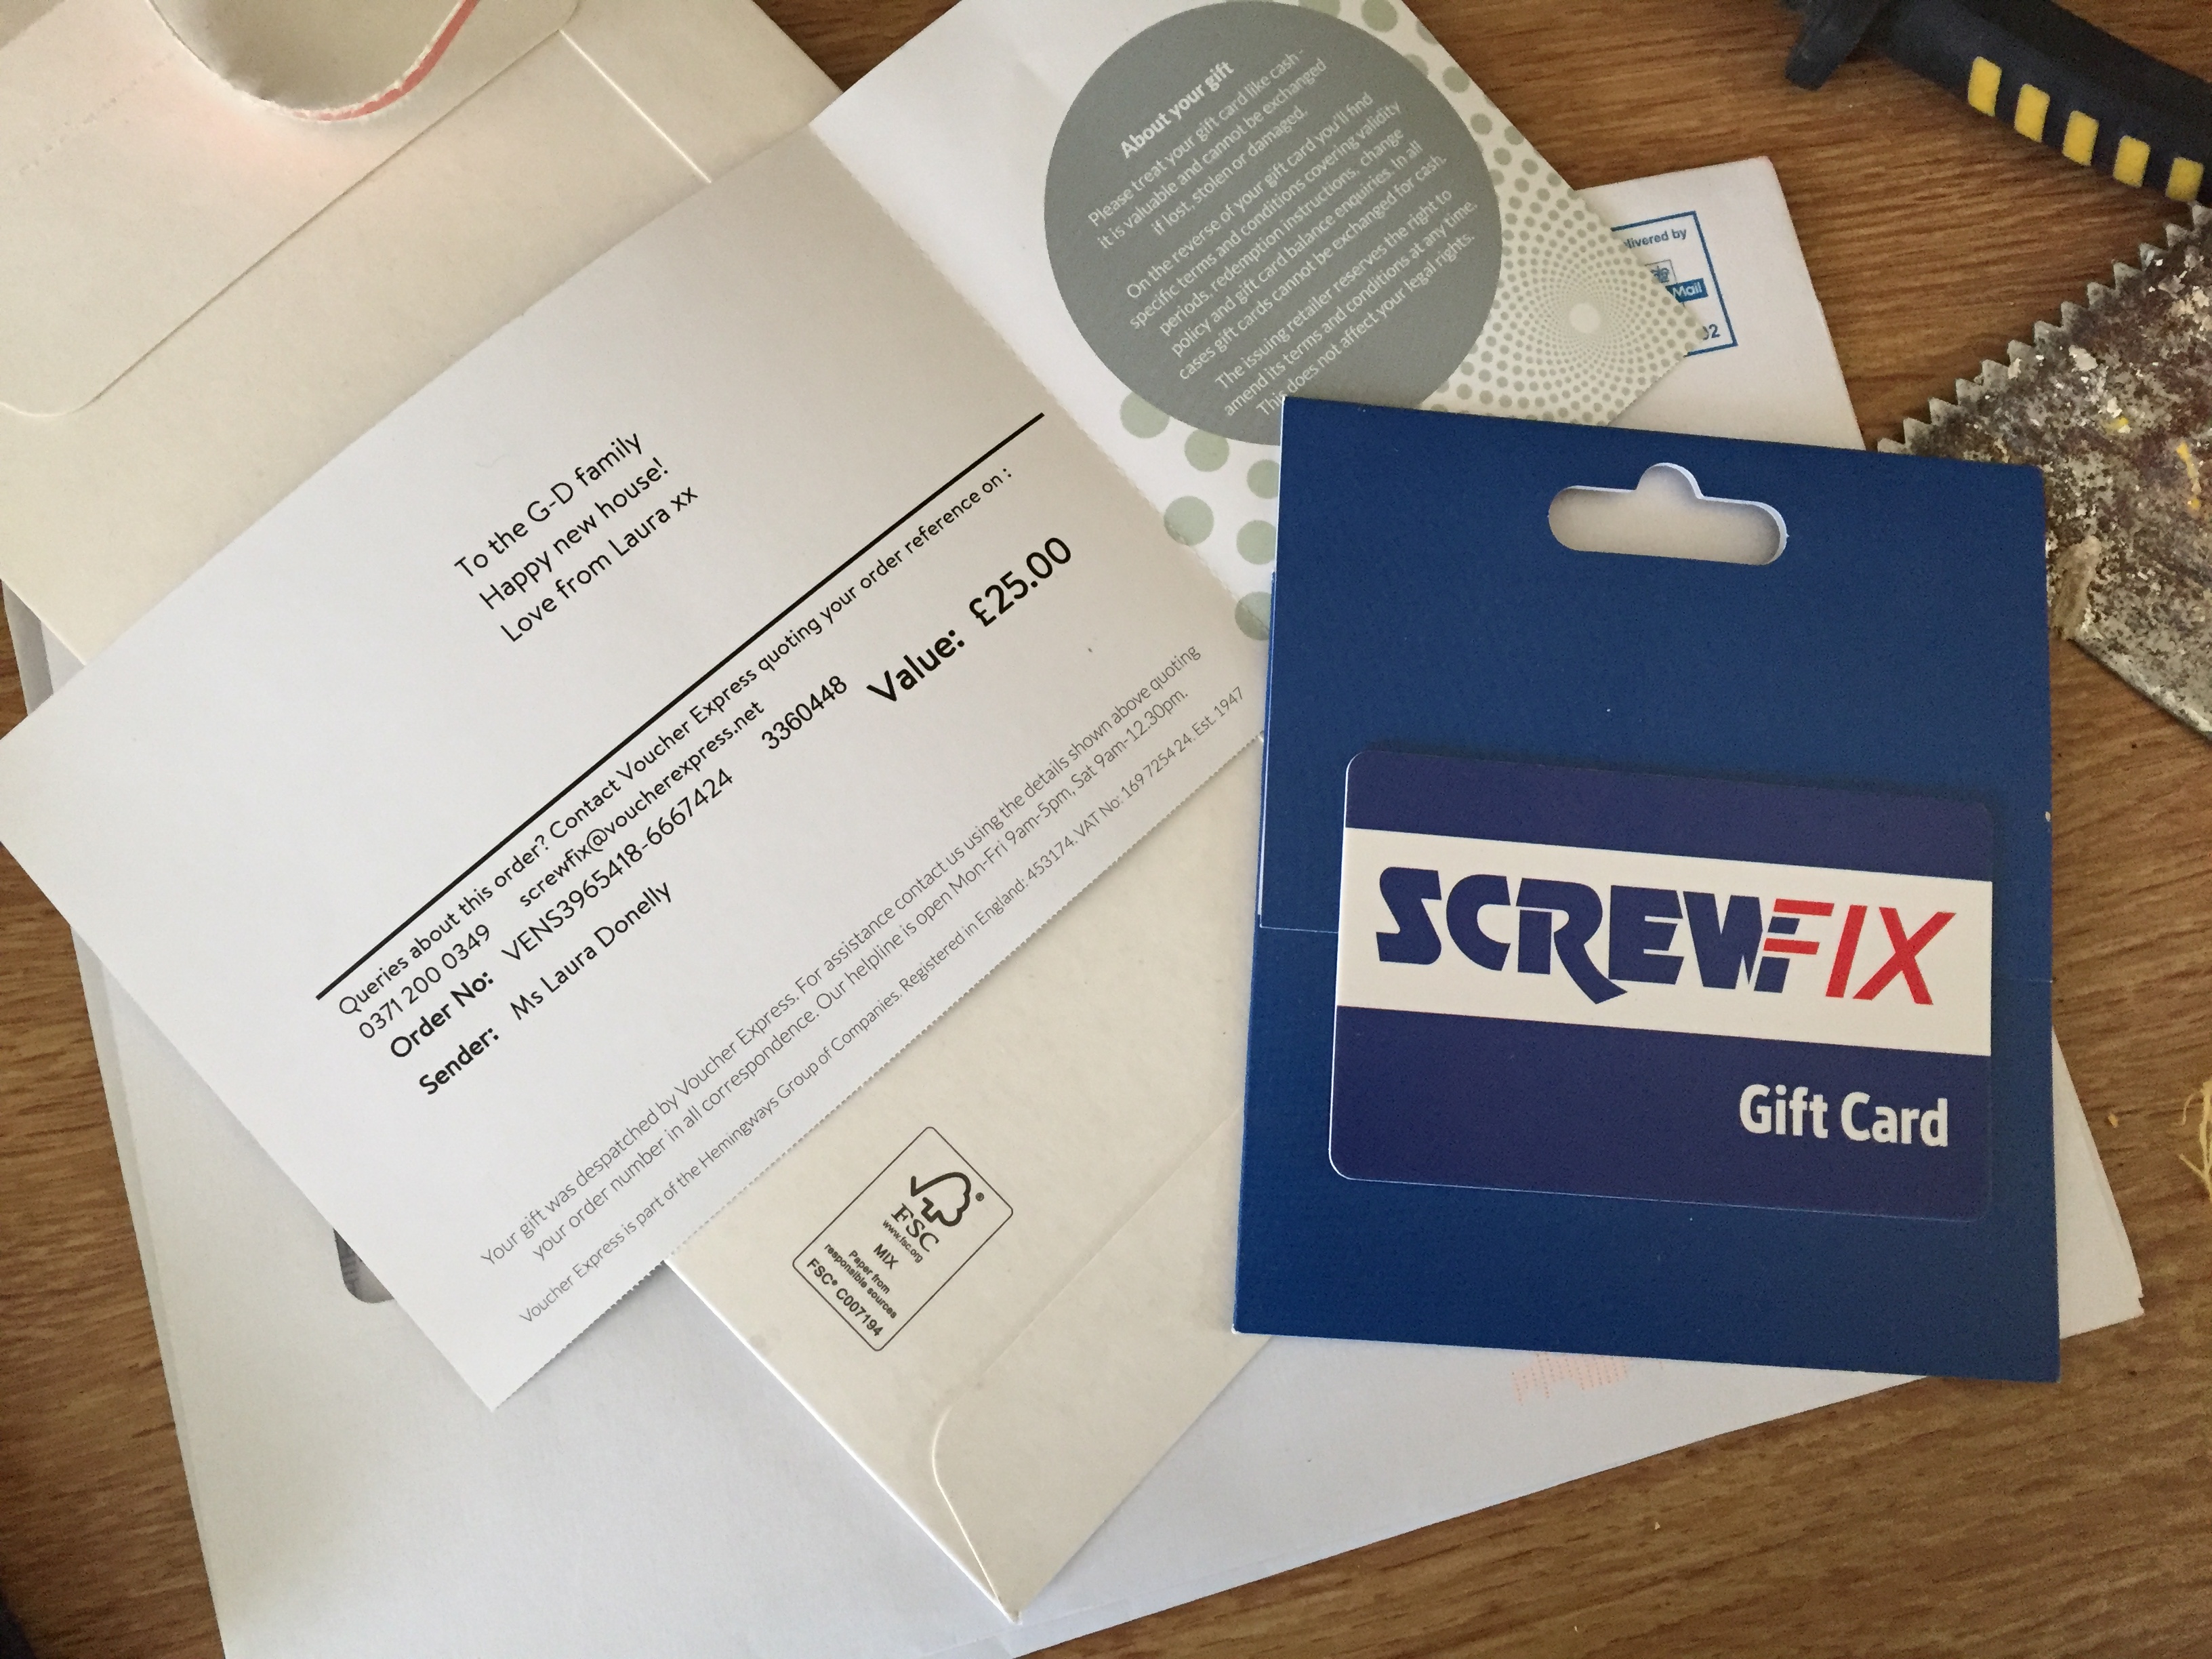 To the G-D family
Happy new house!
Love from Laura xx
Queries about this order? Contact Voucher Express quoting your order reference on :
0371 200 0349 screwfix@voucherexpress.net
Order No: VENS3965418-6667424 3360448 Value: £25.00
Sender: Ms Laura Donelly
Your gift was despatched by Voucher Express. For assistance contact us using the details shown above quoting
your order number in all correspondence. Our helpline is open Mon-Fri 9am-5pm, Sat 9am-12.30pm.
Voucher Express is part of the Hemingways Group of Companies. Registered in England: 453174. VAT No: 169 7254 24. Est. 1947
About your gift
Please treat your gift card like cash -
it is valuable and cannot be exchanged
if lost, stolen or damaged.
On the reverse of your gift card you'll find
specific terms and conditions covering validity
periods, redemption instructions, change
policy and gift card balance enquiries. In all
cases gift cards cannot be exchanged for cash.
The issuing retailer reserves the right to
amend its terms and conditions at any time.
This does not affect your legal rights.
FSC
www.fsc.org
MIX
Paper from
responsible sources
FSC® C007194
SCREWFIX
Gift Card
livered by
Mail
02